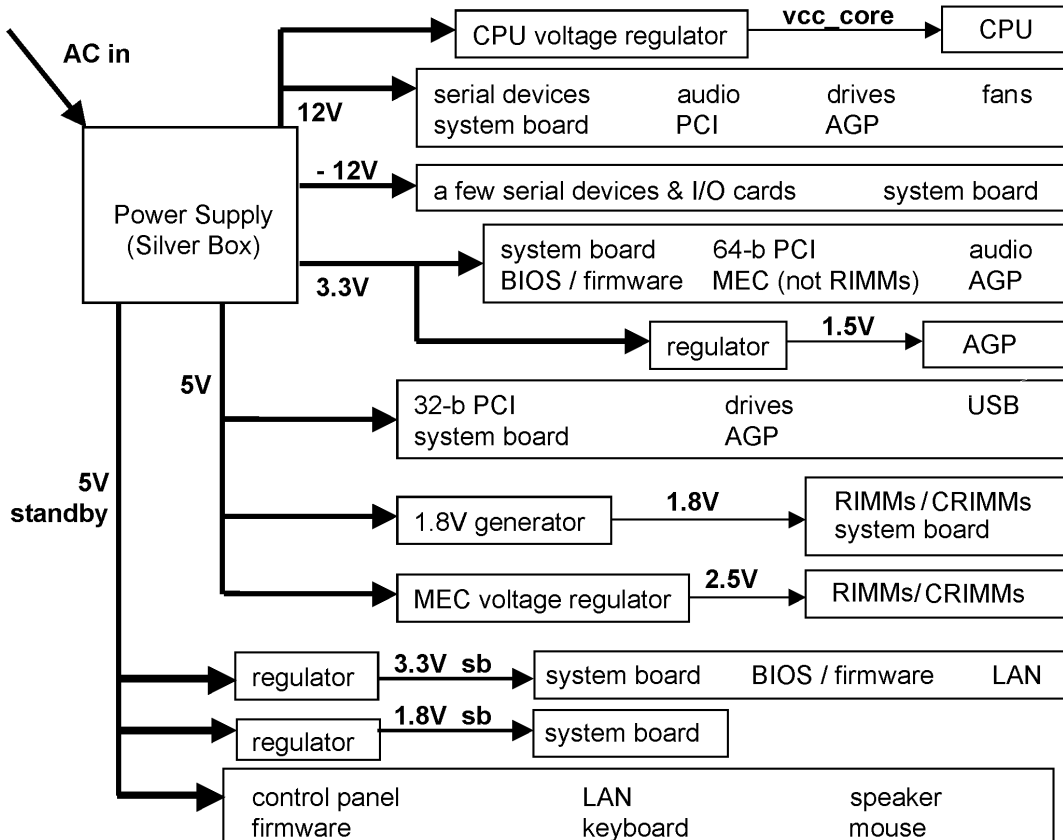 AC in
12V
CPU voltage regulator
vcc_core
CPU
serial devices audio drives fans
system board PCI AGP
- 12V
a few serial devices & I/O cards system board
Power Supply
(Silver Box)
3.3V
system board 64-b PCI audio
BIOS / firmware MEC (not RIMMs) AGP
regulator
1.5V
AGP
5V
32-b PCI drives USB
system board AGP
1.8V generator
1.8V
RIMMs/CRIMMs
system board
MEC voltage regulator
2.5V
RIMMs/CRIMMs
5V
standby
regulator
3.3V sb
system board BIOS / firmware LAN
regulator
1.8V sb
system board
control panel LAN speaker
firmware keyboard mouse